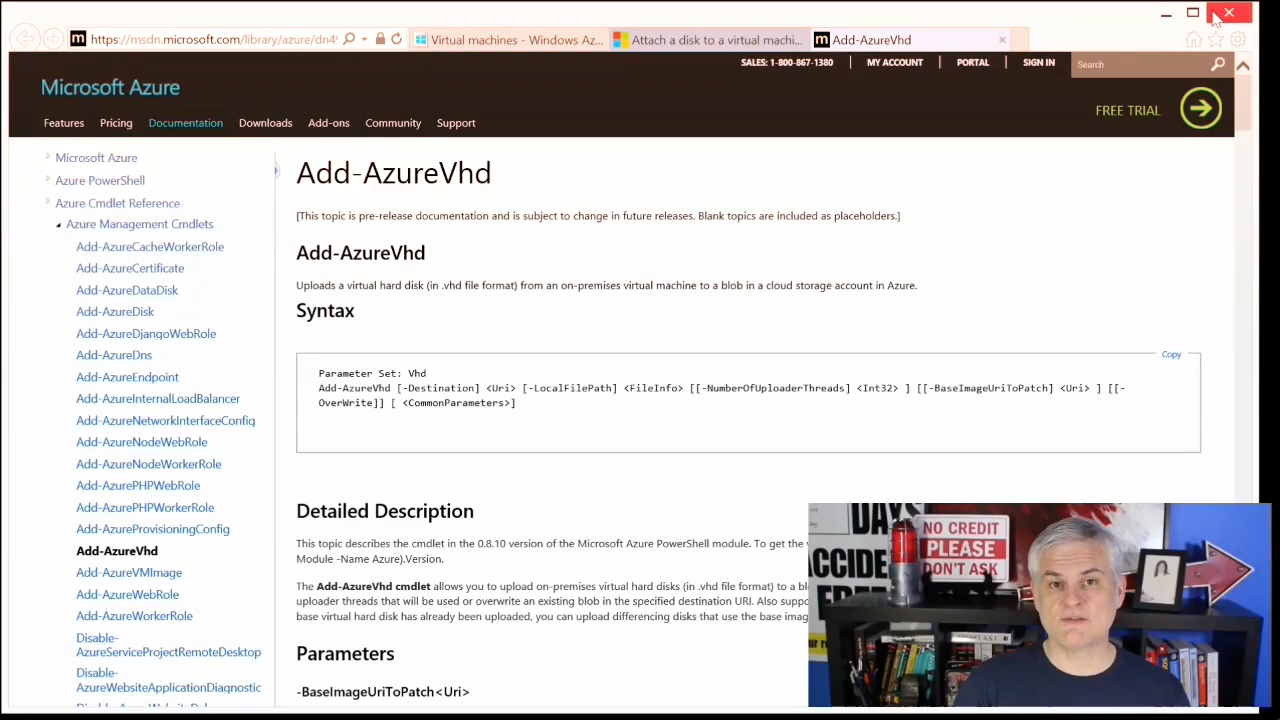 https://msdn.microsoft.com/library/azure/dn4
Virtual machines - Windows Az...
Attach a disk to a virtual machi...
Add-AzureVhd
SALES: 1-800-867-1380
MY ACCOUNT
PORTAL
SIGN IN
Search
Microsoft Azure
FREE TRIAL
Features
Pricing
Documentation
Downloads
Add-ons
Community
Support
Microsoft Azure
Azure PowerShell
Azure Cmdlet Reference
Azure Management Cmdlets
Add-AzureCacheWorkerRole
Add-AzureCertificate
Add-AzureDataDisk
Add-AzureDisk
Add-AzureDjangoWebRole
Add-AzureDns
Add-AzureEndpoint
Add-AzureInternalLoadBalancer
Add-AzureNetworkInterfaceConfig
Add-AzureNodeWebRole
Add-AzureNodeWorkerRole
Add-AzurePHPWebRole
Add-AzurePHPWorkerRole
Add-AzureProvisioningConfig
Add-AzureVhd
Add-AzureVMImage
Add-AzureWebRole
Add-AzureWorkerRole
Disable-
AzureServiceProjectRemoteDesktop
Disable-
AzureWebsiteApplicationDiagnostic
Add-AzureVhd
[This topic is pre-release documentation and is subject to change in future releases. Blank topics are included as placeholders.]
Add-AzureVhd
Uploads a virtual hard disk (in .vhd file format) from an on-premises virtual machine to a blob in a cloud storage account in Azure.
Syntax
Copy
Parameter Set: Vhd
Add-AzureVhd [-Destination] <Uri> [-LocalFilePath] <FileInfo> [[-NumberOfUploaderThreads] <Int32> ] [[-BaseImageUriToPatch] <Uri> ] [[-
OverWrite]] [ <CommonParameters>]
Detailed Description
This topic describes the cmdlet in the 0.8.10 version of the Microsoft Azure PowerShell module. To get the
Module -Name Azure).Version.
The Add-AzureVhd cmdlet allows you to upload on-premises virtual hard disks (in .vhd file format) to a
uploader threads that will be used or overwrite an existing blob in the specified destination URI. Also
base virtual hard disk has already been uploaded, you can upload differencing disks that use the base
Parameters
-BaseImageUriToPatch<Uri>
DAYS
NO CREDIT
PLEASE
DON'T ASK